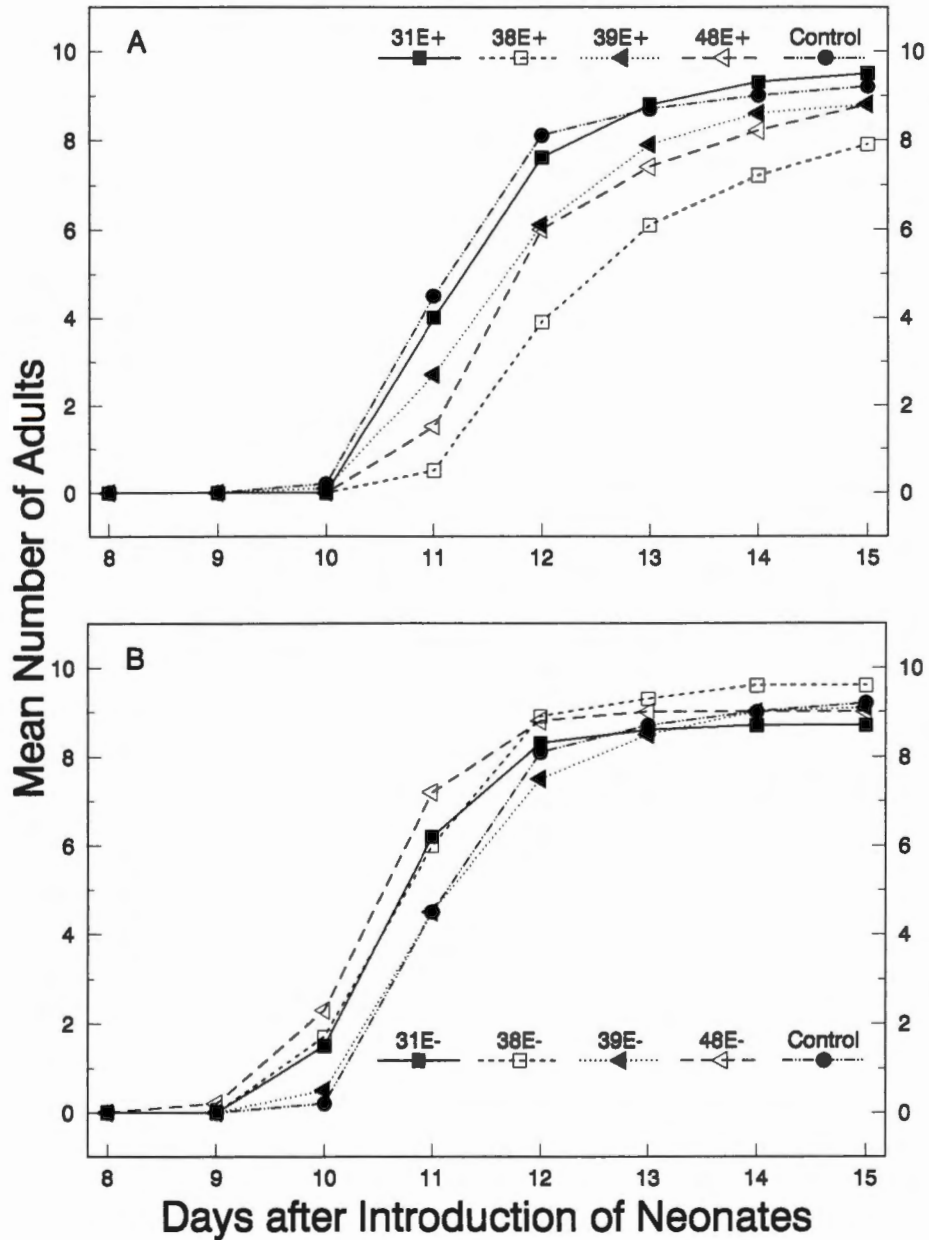 A
31E+ 38E+ 39E+ 48E+ Control
10 10
8 8
6 6
4 4
2 2
0 0
8 9 10 11 12 13 14 15
Mean Number of Adults
B
10 10
8 8
6 6
4 4
2 2
31E- 38E- 39E- 48E- Control
0 0
8 9 10 11 12 13 14 15
Days after Introduction of Neonates